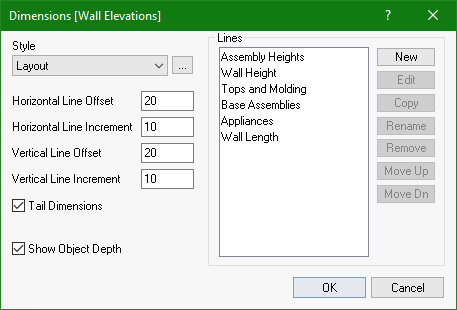 Dimensions [Wall Elevations]
?
Style
Layout
...
Horizontal Line Offset 20
Horizontal Line Increment 10
Vertical Line Offset 20
Vertical Line Increment 10
Tail Dimensions
Show Object Depth
Lines
Assembly Heights
Wall Height
Tops and Molding
Base Assemblies
Appliances
Wall Length
New
Edit
Copy
Rename
Remove
Move Up
Move Dn
OK
Cancel